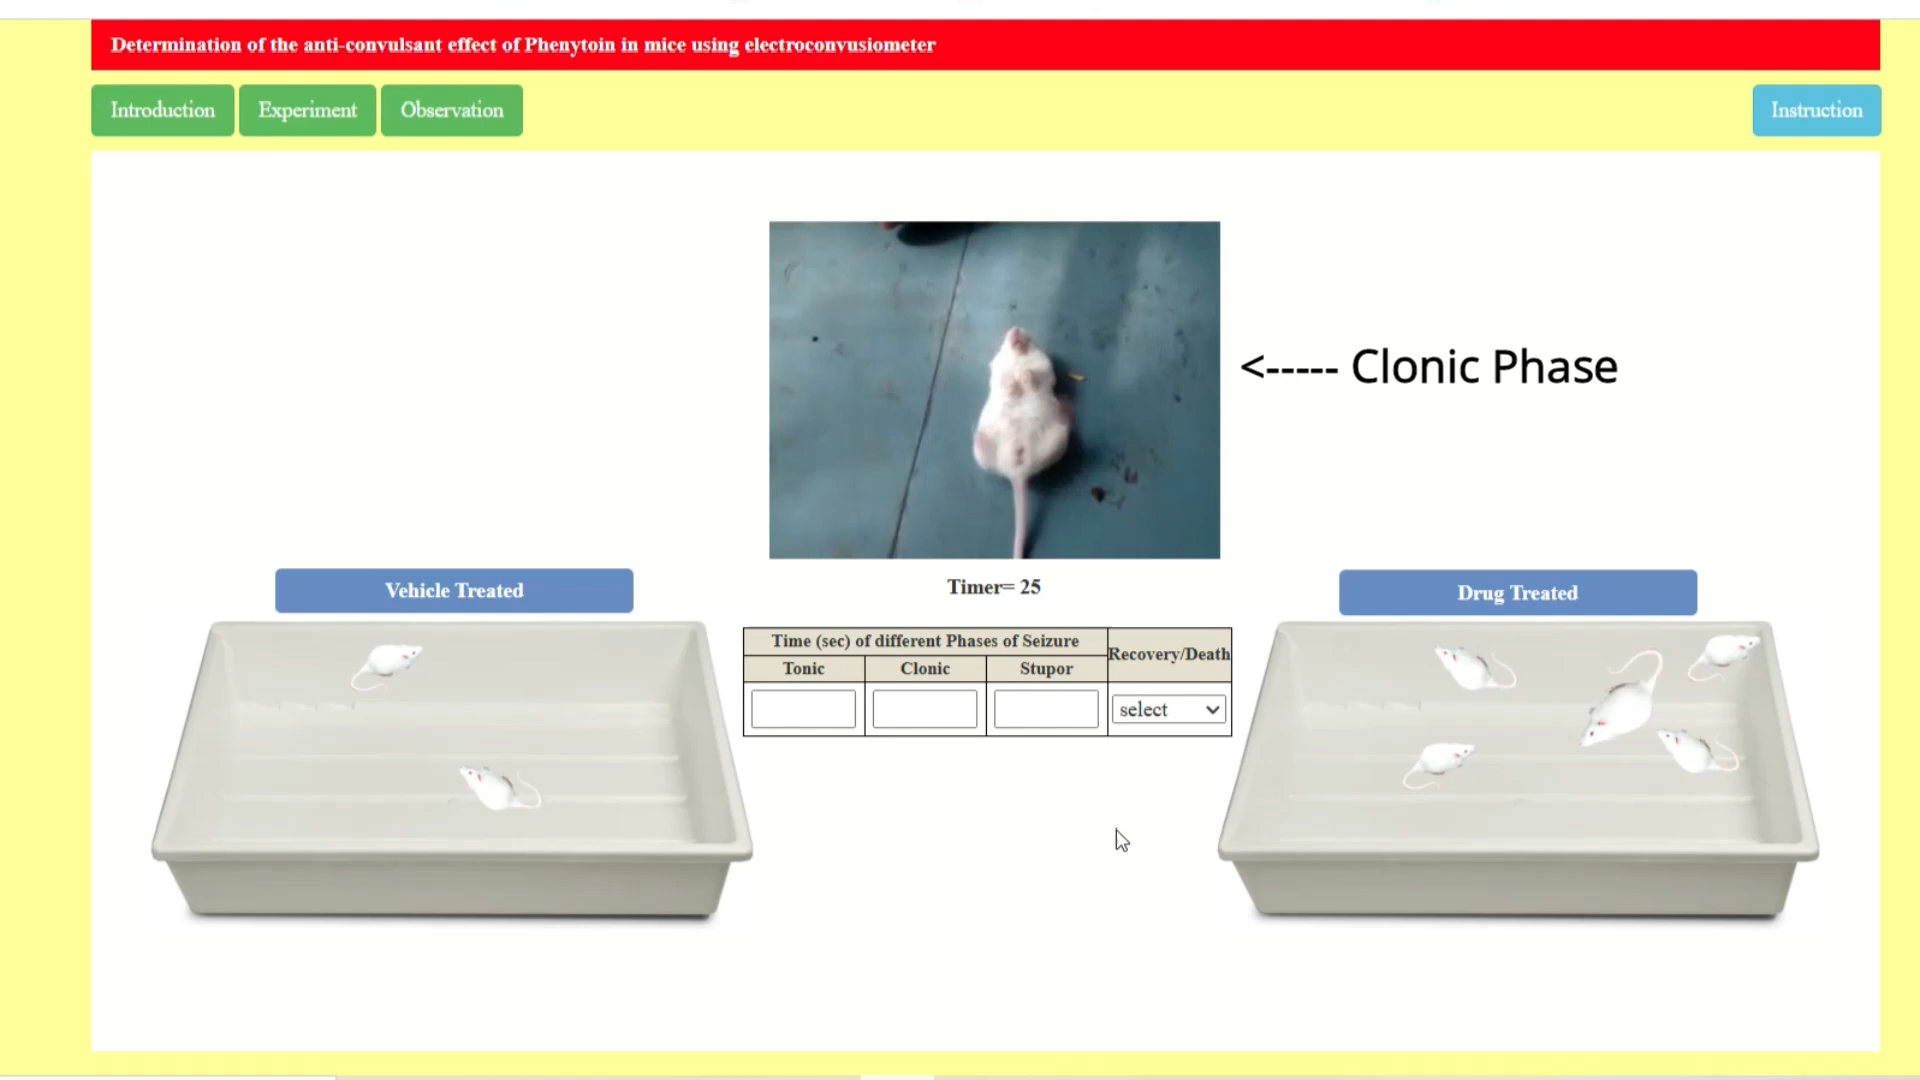 Determination of the anti-convulsant effect of Phenytoin in mice using electroconvusiometer
Introduction
Experiment
Observation
Instruction
<----- Clonic Phase
Vehicle Treated
Timer= 25
Drug Treated
Time (sec) of different Phases of Seizure
Recovery/Death
Tonic
Clonic
Stupor
select